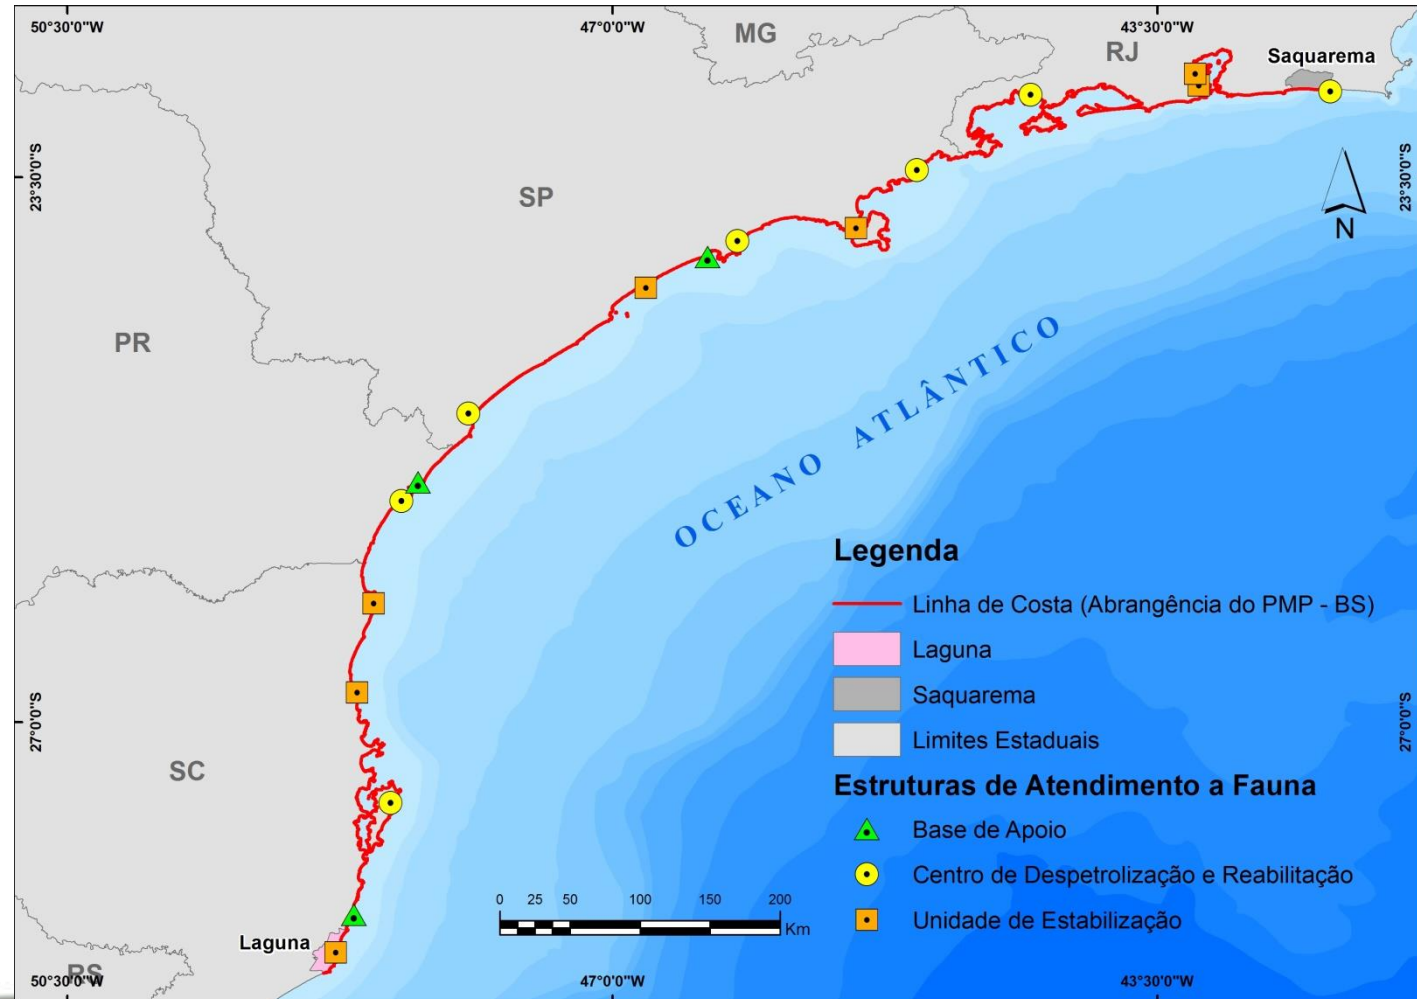 50°30'0"W 47°0'0"W 43°30'0"W
MG
RJ
Saquarema
23°30'0"S
23°30'0"S
SP
N
PR
OCEANO ATLÂNTICO
Legenda
Linha de Costa (Abrangência do PMP - BS)
Laguna
Saquarema
Limites Estaduais
27°0'0"S
27°0'0"S
SC
Estruturas de Atendimento a Fauna
Base de Apoio
Centro de Despetrolização e Reabilitação
Unidade de Estabilização
0 25 50 100 150 200
Km
Laguna
RS
50°30'0"W 47°0'0"W 43°30'0"W